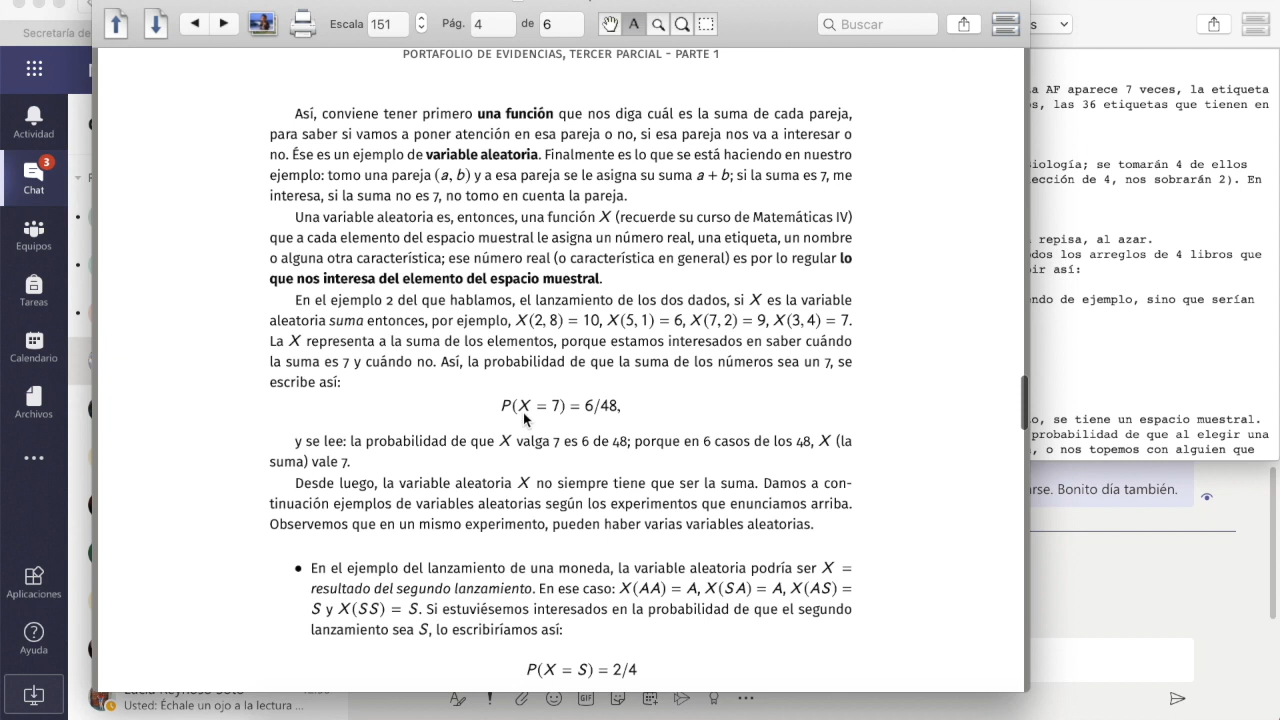 Secretaría de
Escala 151 Pág. 4 de 6 A Buscar
PORTAFOLIO DE EVIDENCIAS, TERCER PARCIAL - PARTE 1
Así, conviene tener primero una función que nos diga cuál es la suma de cada pareja,
para saber si vamos a poner atención en esa pareja o no, si esa pareja nos va a interesar o
no. Ése es un ejemplo de variable aleatoria. Finalmente es lo que se está haciendo en nuestro
ejemplo: tomo una pareja (a, b) y a esa pareja se le asigna su suma a + b; si la suma es 7, me
interesa, si la suma no es 7, no tomo en cuenta la pareja.
Una variable aleatoria es, entonces, una función X (recuerde su curso de Matemáticas IV)
que a cada elemento del espacio muestral le asigna un número real, una etiqueta, un nombre
o alguna otra característica; ese número real (o característica en general) es por lo regular lo
que nos interesa del elemento del espacio muestral.
En el ejemplo 2 del que hablamos, el lanzamiento de los dos dados, si X es la variable
aleatoria suma entonces, por ejemplo, X(2, 8) = 10, X(5, 1) = 6, X(7, 2) = 9, X(3, 4) = 7.
La X representa a la suma de los elementos, porque estamos interesados en saber cuándo
la suma es 7 y cuándo no. Así, la probabilidad de que la suma de los números sea un 7, se
escribe así:
P(X = 7) = 6/48,
y se lee: la probabilidad de que X valga 7 es 6 de 48; porque en 6 casos de los 48, X (la
suma) vale 7.
Desde luego, la variable aleatoria X no siempre tiene que ser la suma. Damos a con-
tinuación ejemplos de variables aleatorias según los experimentos que enunciamos arriba.
Observemos que en un mismo experimento, pueden haber varias variables aleatorias.
• En el ejemplo del lanzamiento de una moneda, la variable aleatoria podría ser X =
resultado del segundo lanzamiento. En ese caso: X(AA) = A, X(SA) = A, X(AS) =
S y X(SS) = S. Si estuviésemos interesados en la probabilidad de que el segundo
lanzamiento sea S, lo escribiríamos así:
P(X = S) = 2/4
Actividad
3
Chat
Equipos
Tareas
Calendario
Archivos
Aplicaciones
Ayuda
a AF aparece 7 veces, la etiqueta
s, las 36 etiquetas que tienen en
iología; se tomarán 4 de ellos
ección de 4, nos sobrarán 2). En
repisa, al azar.
dos los arreglos de 4 libros que
ir así:
ndo de ejemplo, sino que serían
o, se tiene un espacio muestral.
probabilidad de que al elegir una
, o nos topemos con alguien que
rse. Bonito día también.
Usted: Échale un ojo a la lectura ...
GIF